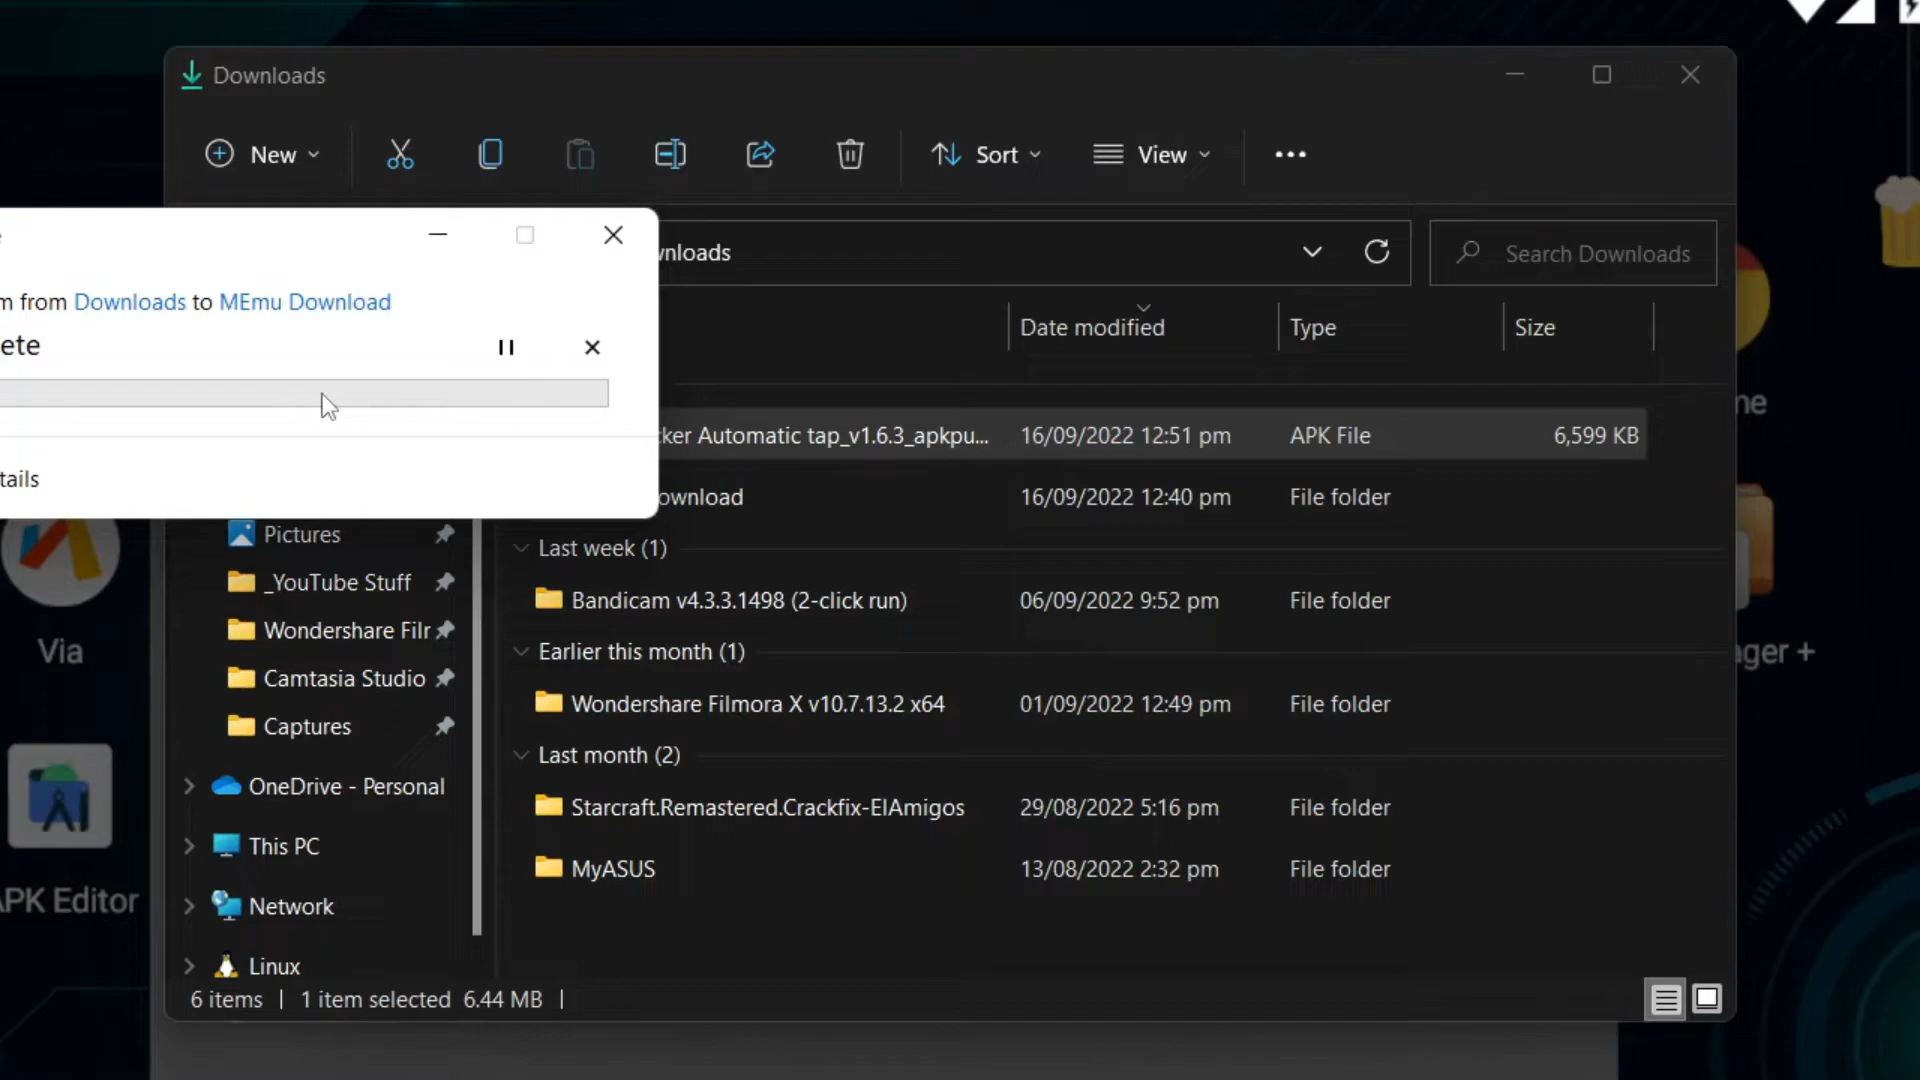 Downloads
New
Sort
View
wnloads
Search Downloads
m from Downloads to MEmu Download
ete
tails
Date modified
Type
Size
cker Automatic tap_v1.6.3_apkpu...
16/09/2022 12:51 pm
APK File
6,599 KB
ownload
16/09/2022 12:40 pm
File folder
Last week (1)
Bandicam v4.3.3.1498 (2-click run)
06/09/2022 9:52 pm
File folder
Earlier this month (1)
Wondershare Filmora X v10.7.13.2 x64
01/09/2022 12:49 pm
File folder
Last month (2)
Starcraft.Remastered.Crackfix-ElAmigos
29/08/2022 5:16 pm
File folder
MyASUS
13/08/2022 2:32 pm
File folder
Pictures
_YouTube Stuff
Wondershare Filr
Camtasia Studio
Captures
OneDrive - Personal
This PC
Network
Linux
6 items | 1 item selected 6.44 MB |
Via
APK Editor
me
ager +